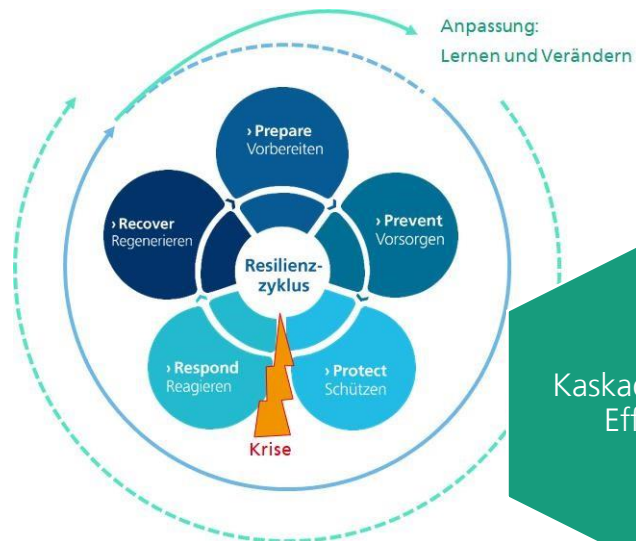 Anpassung:
Lernen und Verändern
› Prepare
Vorbereiten
› Recover
Regenerieren
› Prevent
Vorsorgen
Resilienz-
zyklus
› Respond
Reagieren
› Protect
Schützen
Krise